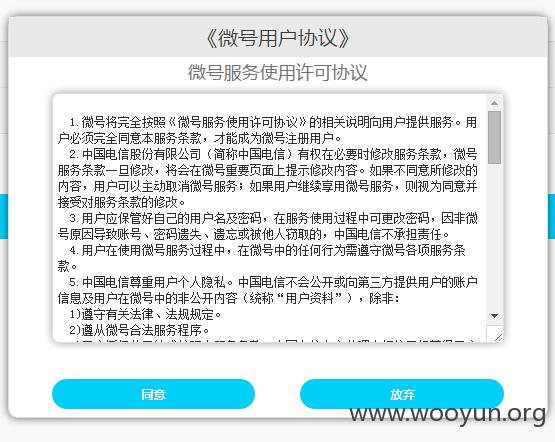 《微号用户协议》
微号服务使用许可协议
1. 微号将完全按照《微号服务使用许可协议》的相关说明向用户提供服务。用
户必须完全同意本服务条款，才能成为微号注册用户。
2. 中国电信股份有限公司（简称中国电信）有权在必要时修改服务条款，微号
服务条款一旦修改，将会在微号重要页面上提示修改内容。如果不同意所修改的
内容，用户可以主动取消微号服务；如果用户继续享用微号服务，则视为同意并
接受对服务条款的修改。
3. 用户应保管好自己的用户名及密码，在服务使用过程中可更改密码，因非微
号原因导致账号、密码遗失、遗忘或被他人窃取的，中国电信不承担责任。
4. 用户在使用微号服务过程中，在微号中的任何行为需遵守微号各项服务条
款。
5. 中国电信尊重用户个人隐私。中国电信不会公开或向第三方提供用户的账户
信息及用户在微号中的非公开内容（统称“用户资料”），除非：
1)遵守有关法律、法规规定。
2)遵从微号合法服务程序。
同意
放弃
www.wooyun.org